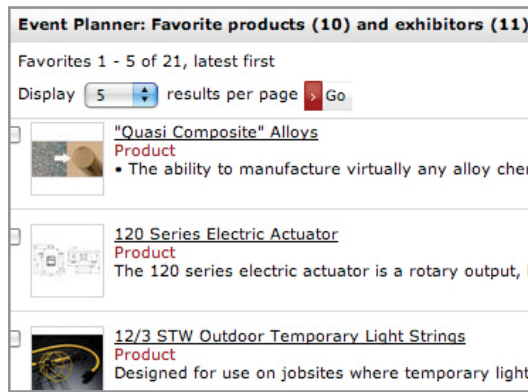 Event Planner: Favorite products (10) and exhibitors (11)
Favorites 1 - 5 of 21, latest first
Display 5 results per page › Go
"Quasi Composite" Alloys
Product
• The ability to manufacture virtually any alloy
120 Series Electric Actuator
Product
The 120 series electric actuator is a rotary output,
12/3 STW Outdoor Temporary Light Strings
Product
Designed for use on jobsites where temporary light